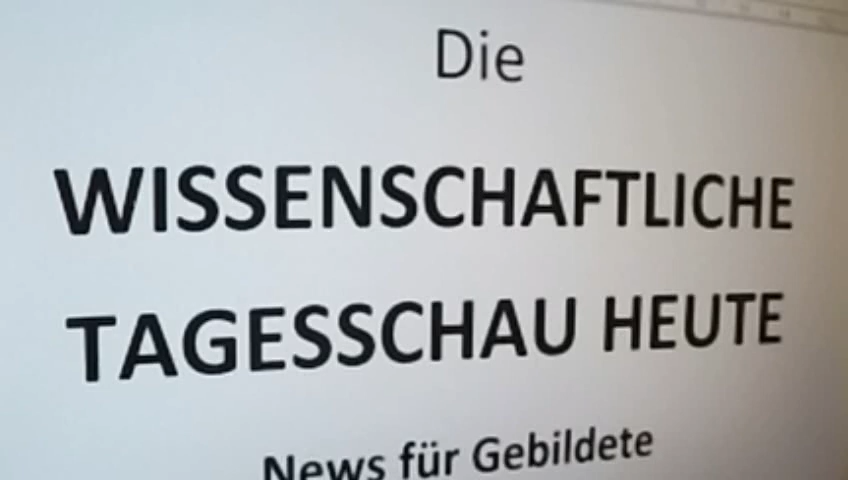 Die
WISSENSCHAFTLICHE
TAGESSCHAU HEUTE
News für Gebildete